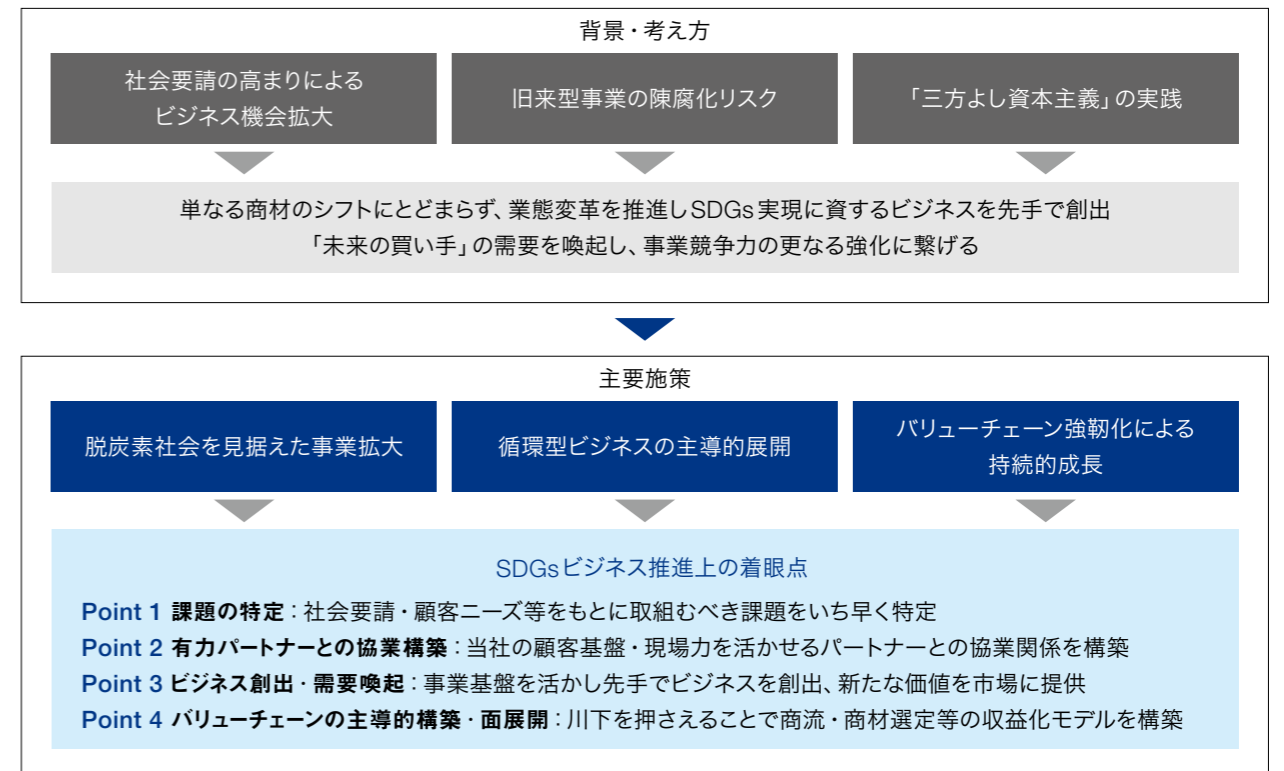 背景・考え方
社会要請の高まりによる
ビジネス機会拡大
旧来型事業の陳腐化リスク
「三方よし資本主義」の実践
単なる商材のシフトにとどまらず、業態変革を推進しSDGs実現に資するビジネスを先手で創出
「未来の買い手」の需要を喚起し、事業競争力の更なる強化に繋げる
主要施策
脱炭素社会を見据えた事業拡大
循環型ビジネスの主導的展開
バリューチェーン強靭化による
持続的成長
SDGsビジネス推進上の着眼点
Point 1 課題の特定：社会要請・顧客ニーズ等をもとに取組むべき課題をいち早く特定
Point 2 有力パートナーとの協業構築：当社の顧客基盤・現場力を活かせるパートナーとの協業関係を構築
Point 3 ビジネス創出・需要喚起：事業基盤を活かし先手でビジネスを創出、新たな価値を市場に提供
Point 4 バリューチェーンの主導的構築・面展開：川下を押さえることで商流・商材選定等の収益化モデルを構築